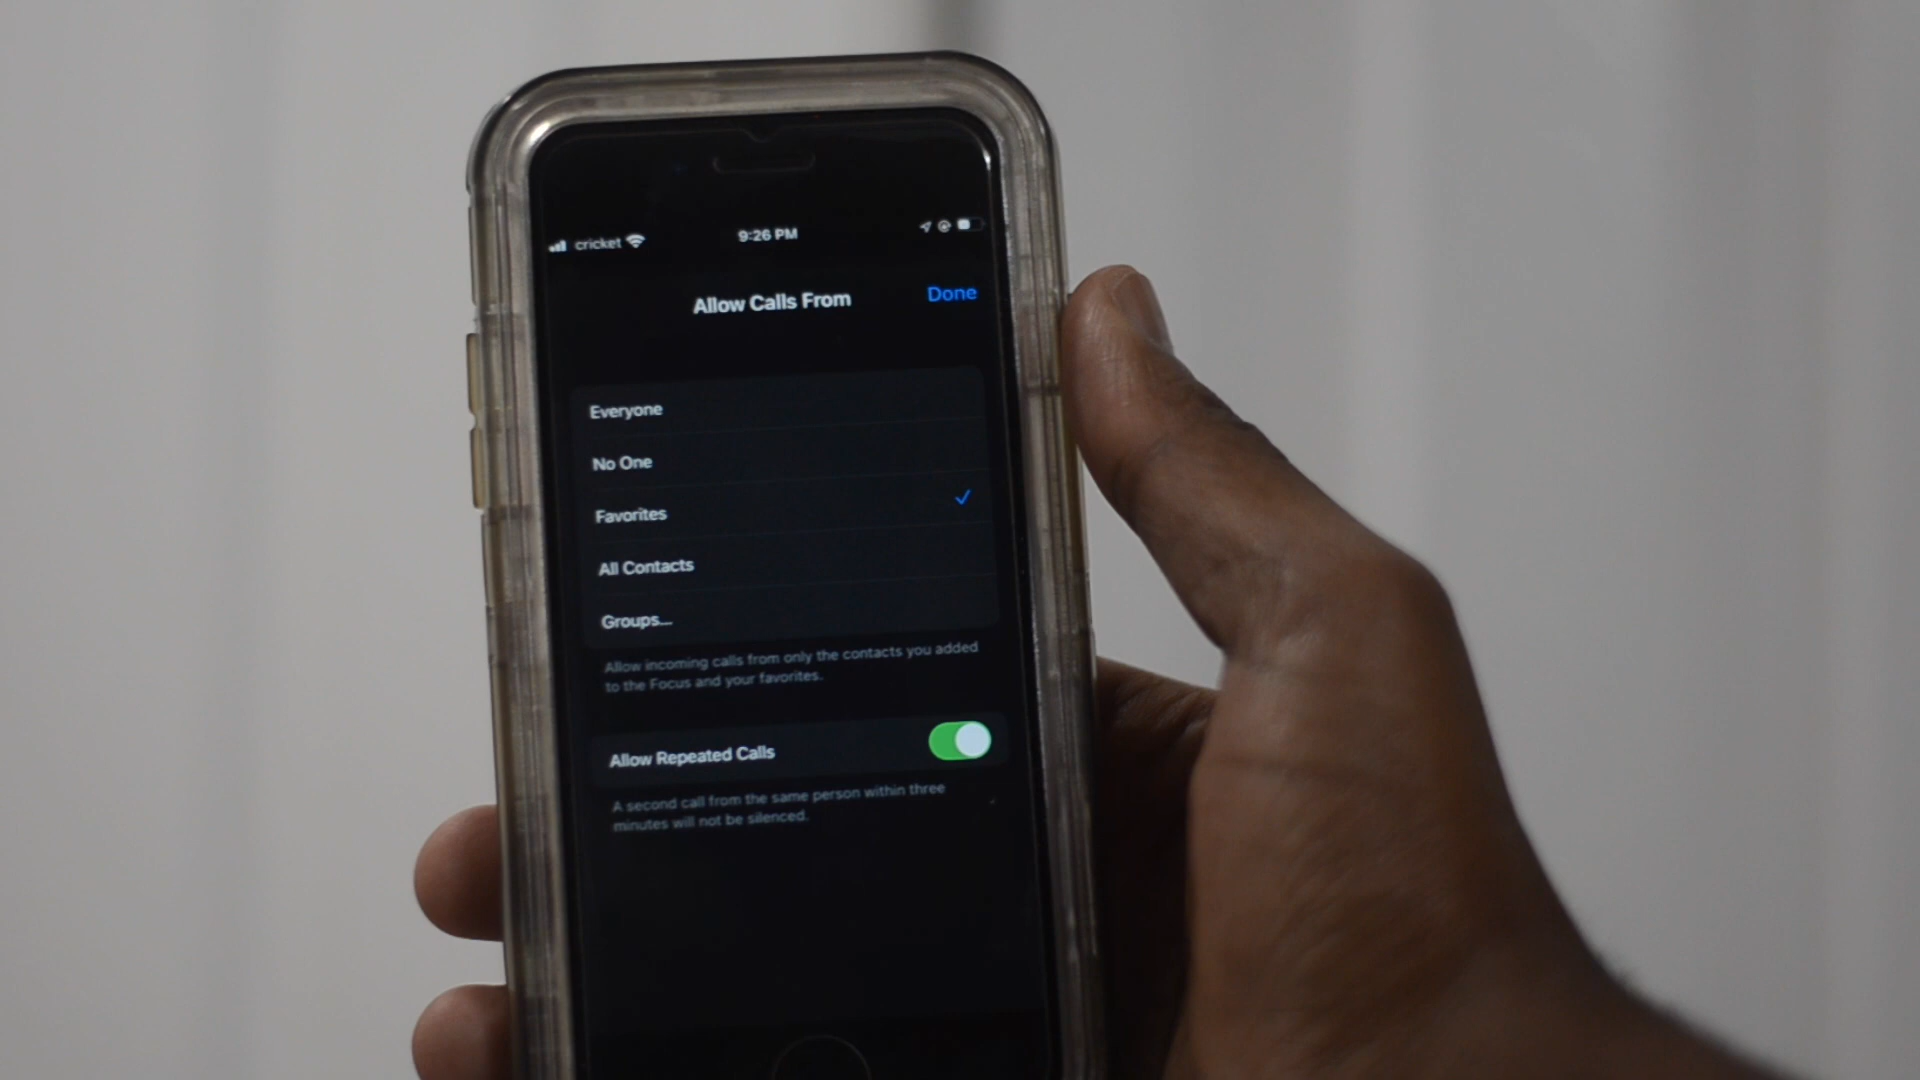 cricket 9:26 PM
Allow Calls From Done
Everyone
No One
Favorites
All Contacts
Groups...
Allow incoming calls from only the contacts you added
to the Focus and your favorites.
Allow Repeated Calls
A second call from the same person within three
minutes will not be silenced.